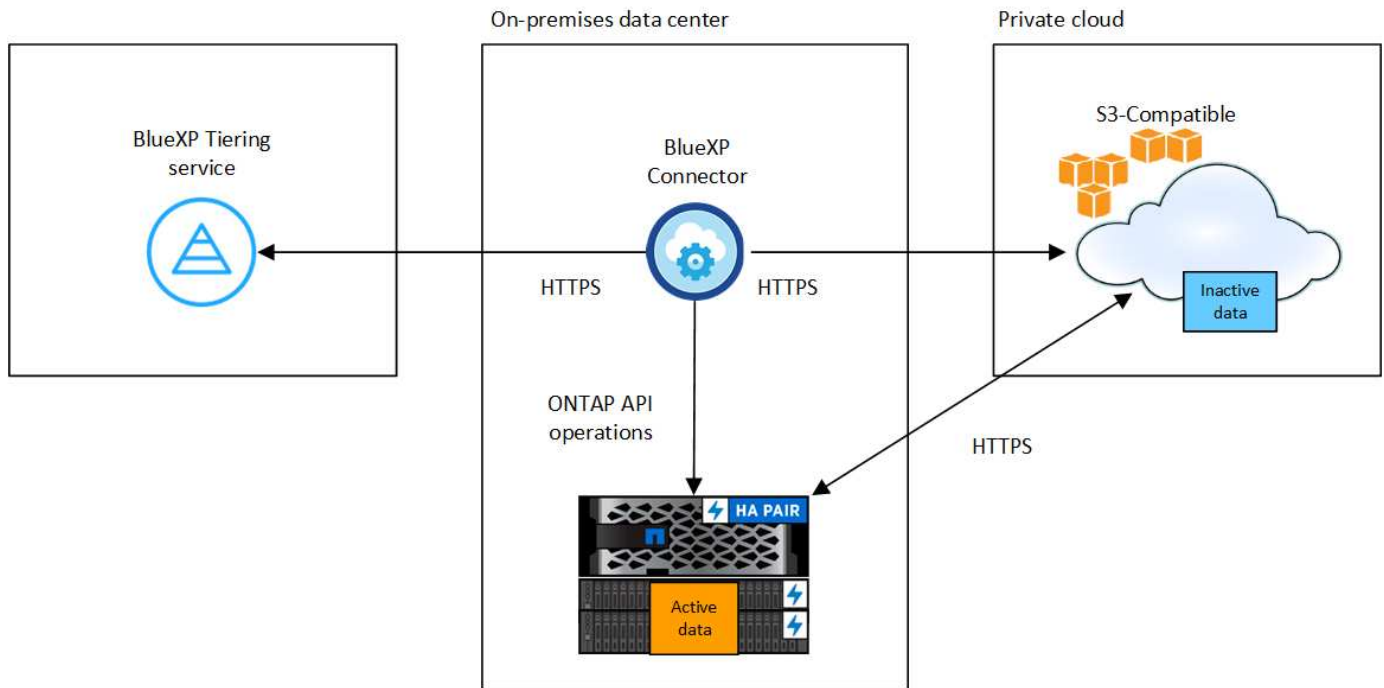 On-premises data center
Private cloud
BlueXP Tiering
service
BlueXP
Connector
S3-Compatible
HTTPS
HTTPS
Inactive
data
ONTAP API
operations
HTTPS
HA PAIR
Active
data